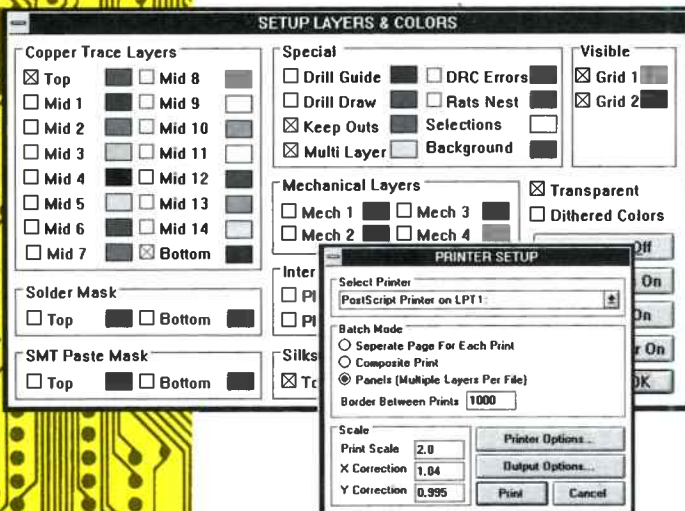 SETUP LAYERS & COLORS
Copper Trace Layers
Top
Mid 8
Mid 1
Mid 9
Mid 2
Mid 10
Mid 3
Mid 11
Mid 4
Mid 12
Mid 5
Mid 13
Mid 6
Mid 14
Mid 7
Bottom
Solder Mask
Top
Bottom
SMT Paste Mask
Top
Bottom
Special
Drill Guide
DRC Errors
Drill Draw
Rats Nest
Keep Outs
Selections
Multi Layer
Background
Mechanical Layers
Mech 1
Mech 3
Mech 2
Mech 4
Visible
Grid 1
Grid 2
Transparent
Dithered Colors
Off
On
On
On
OK
PRINTER SETUP
Select Printer
PostScript Printer on LPT1:
Batch Mode
Seperate Page For Each Print
Composite Print
Panels (Multiple Layers Per File)
Border Between Prints 1000
Scale
Print Scale 2.0
X Correction 1.04
Y Correction 0.995
Printer Options...
Output Options...
Print
Cancel